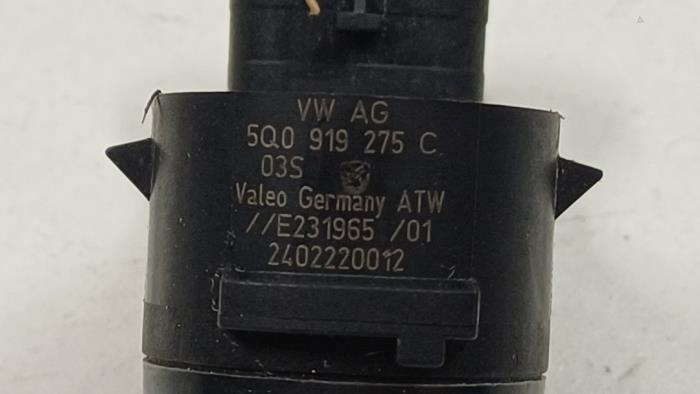 VW AG
5Q0 919 275 C
03S
Valeo Germany ATW
//E231965 /01
2402220012